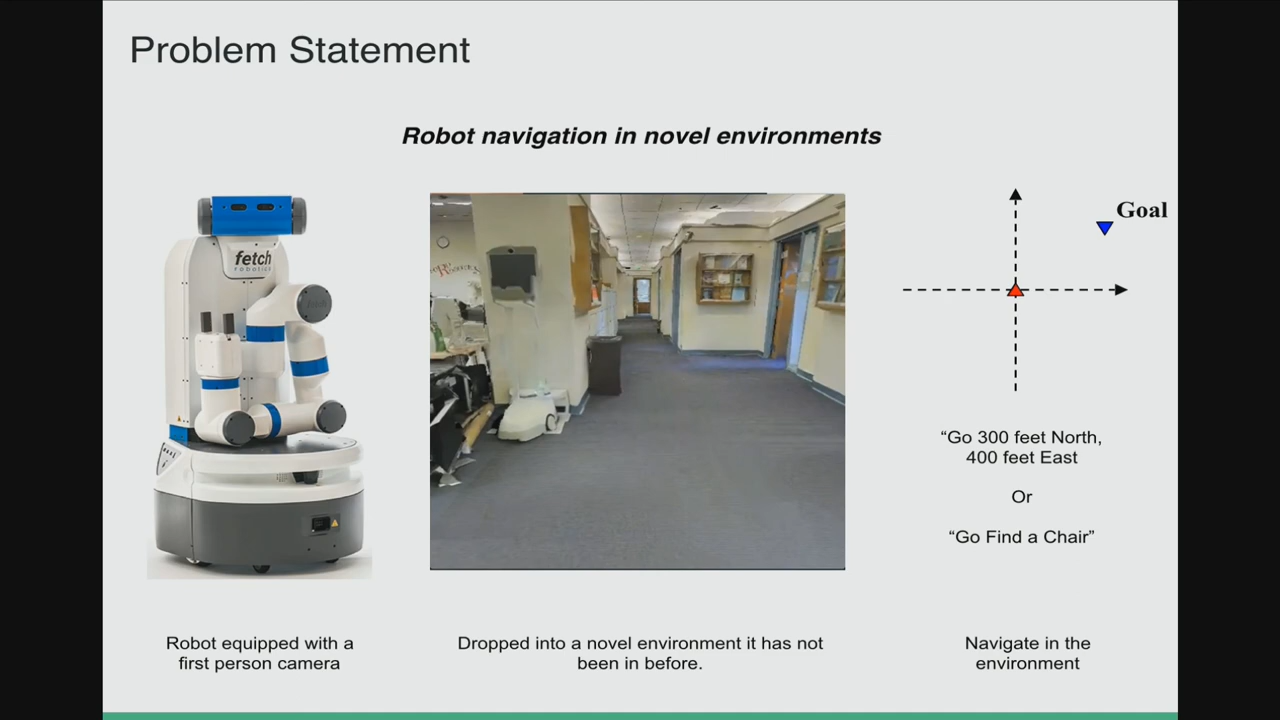 Problem Statement
Robot navigation in novel environments
fetch
robotics
Goal
“Go 300 feet North,
400 feet East
Or
“Go Find a Chair”
Robot equipped with a
first person camera
Dropped into a novel environment it has not
been in before.
Navigate in the
environment